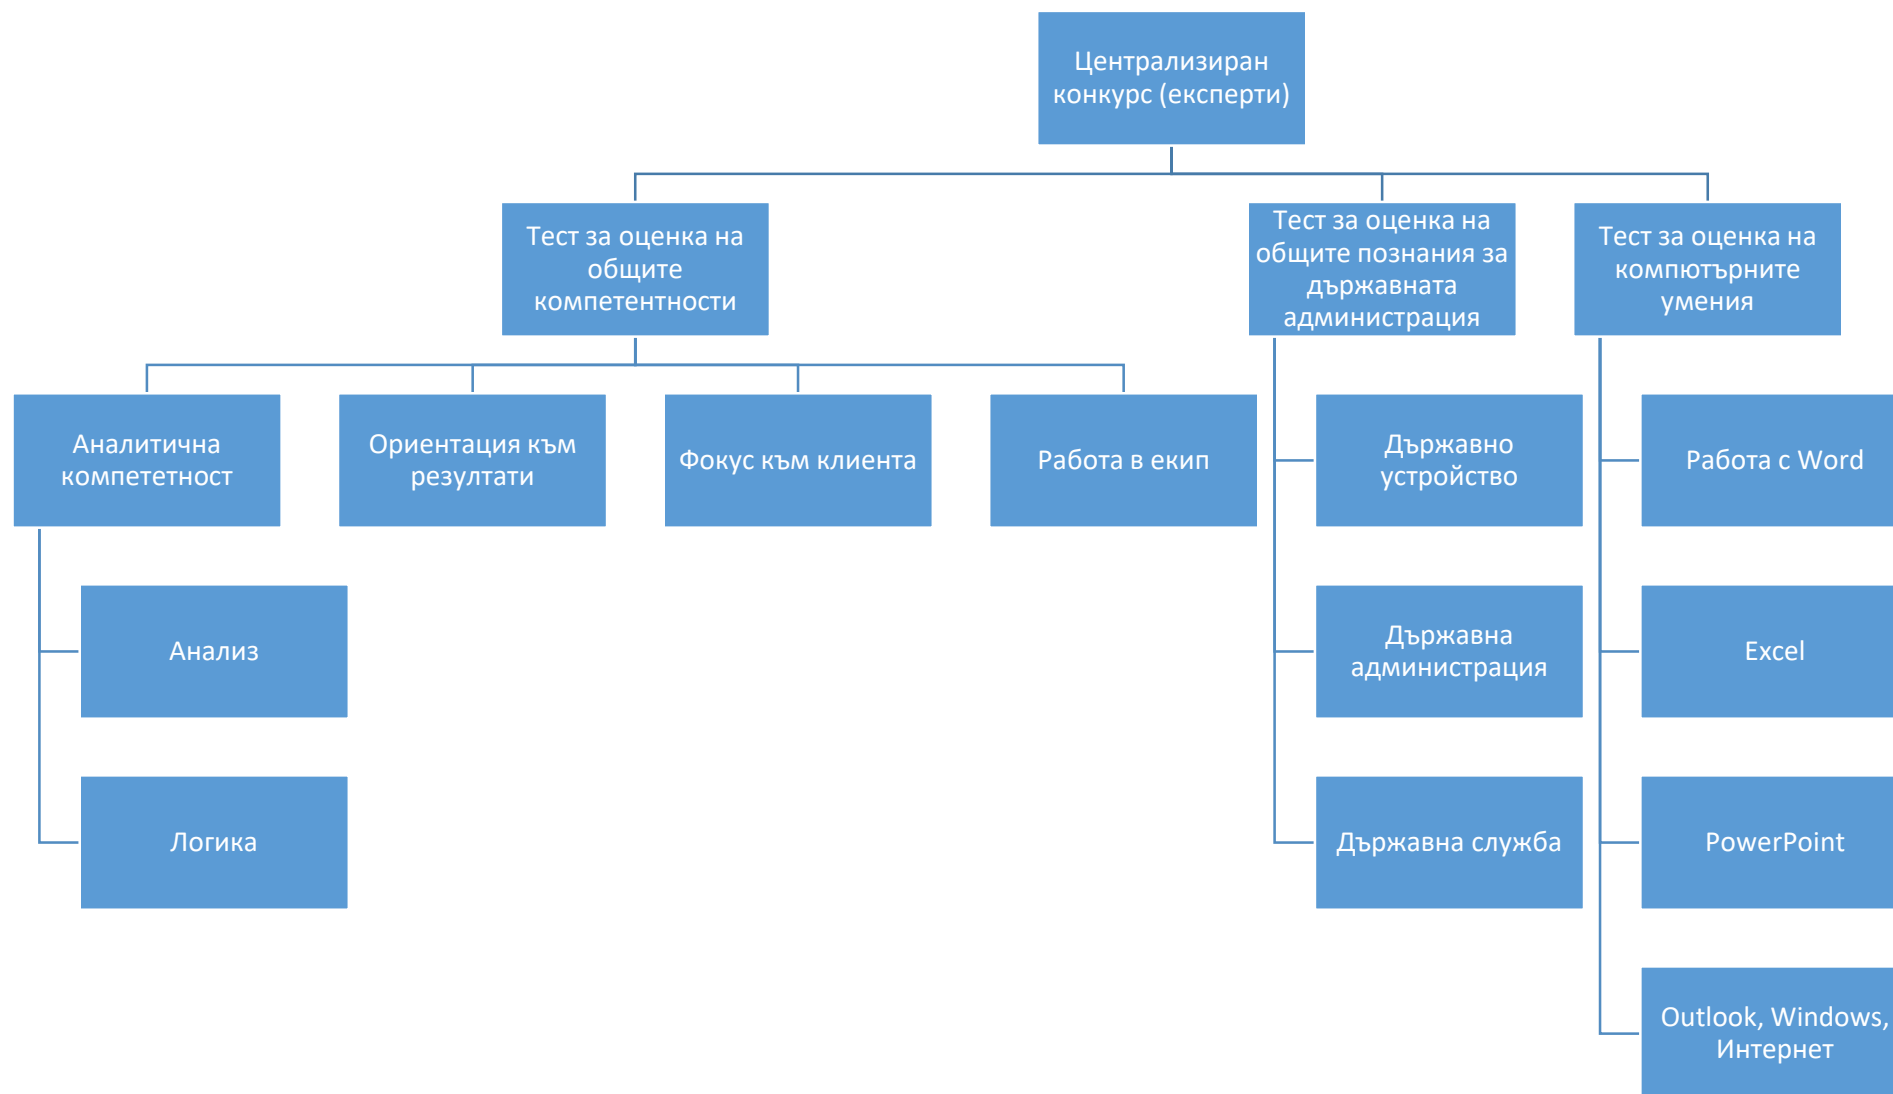 Централизиран
конкурс (експерти)
Тест за оценка на
общите
компетентности
Тест за оценка на
общите познания за
държавната
администрация
Тест за оценка на
компютърните
умения
Аналитична
компететност
Ориентация към
резултати
Фокус към клиента
Работа в екип
Държавно
устройство
Работа с Word
Анализ
Държавна
администрация
Excel
Логика
Държавна служба
PowerPoint
Outlook, Windows,
Интернет